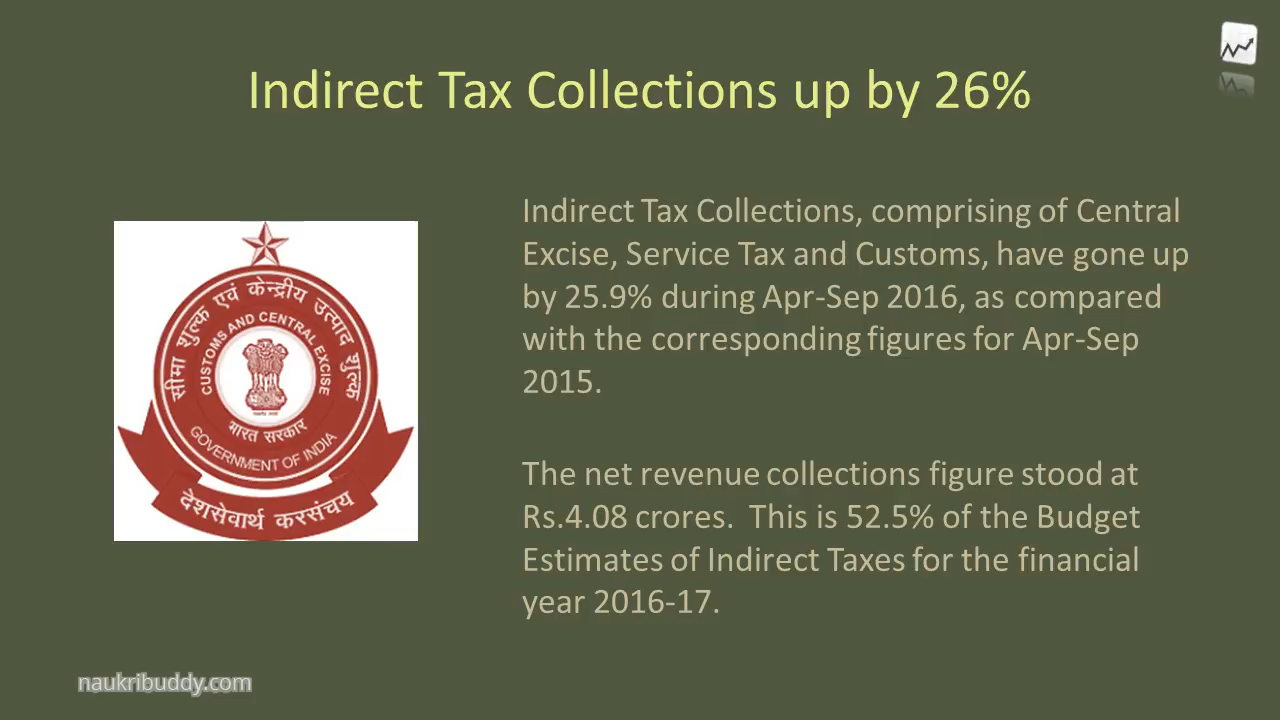 Indirect Tax Collections up by 26%
Indirect Tax Collections, comprising of Central
Excise, Service Tax and Customs, have gone up
by 25.9% during Apr-Sep 2016, as compared
with the corresponding figures for Apr-Sep
2015.
The net revenue collections figure stood at
Rs.4.08 crores.  This is 52.5% of the Budget
Estimates of Indirect Taxes for the financial
year 2016-17.
सीमा शुल्क एवं केन्द्रीय उत्पाद शुल्क
CUSTOMS AND CENTRAL EXCISE
भारत सरकार
GOVERNMENT OF INDIA
देशसेवार्थ करसंचय
naukribuddy.com